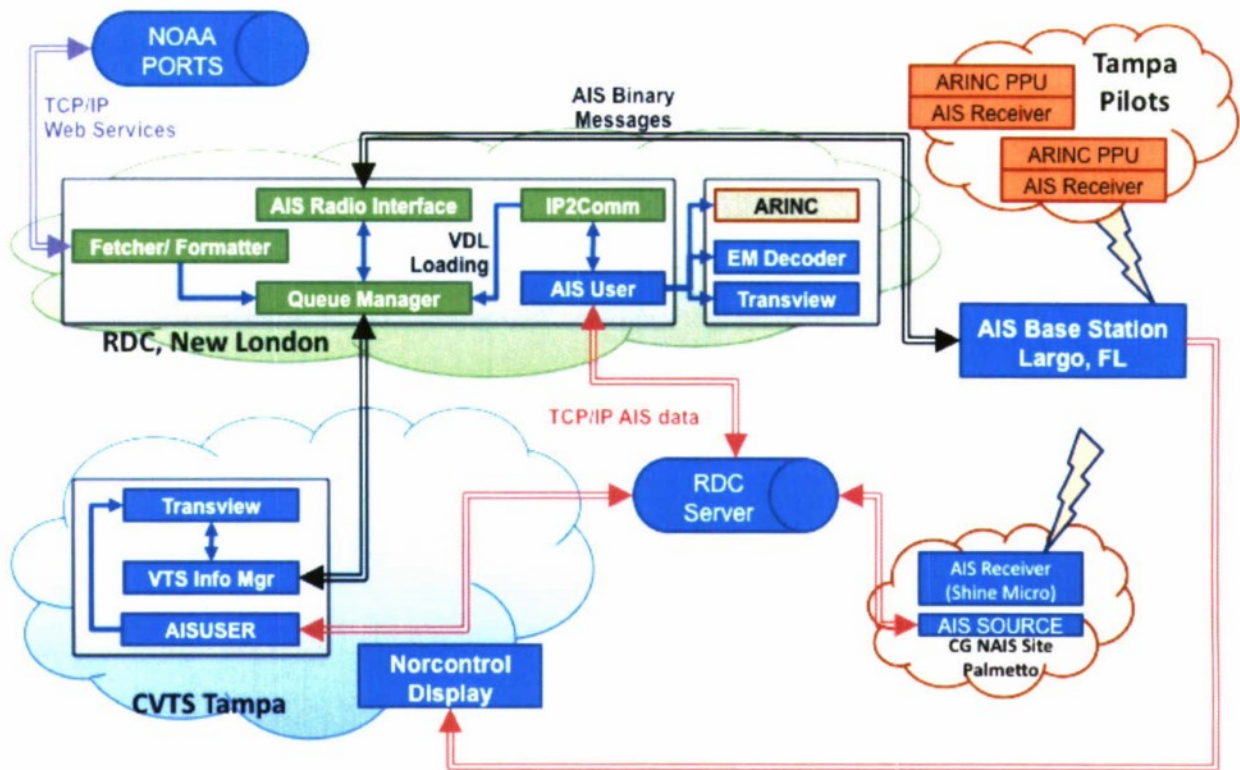 NOAA
PORTS
TCP/IP
Web Services
AIS Binary
Messages
ARINC PPU
AIS Receiver
Tampa
Pilots
ARINC PPU
AIS Receiver
AIS Radio Interface
IP2Comm
ARINC
Fetcher/ Formatter
VDL
Loading
EM Decoder
Queue Manager
AIS User
Transview
RDC, New London
AIS Base Station
Largo, FL
TCP/IP AIS data
RDC
Server
Transview
VTS Info Mgr
AISUSER
CVTS Tampa
Norcontrol
Display
AIS Receiver
(Shine Micro)
AIS SOURCE
CG NAIS Site
Palmetto